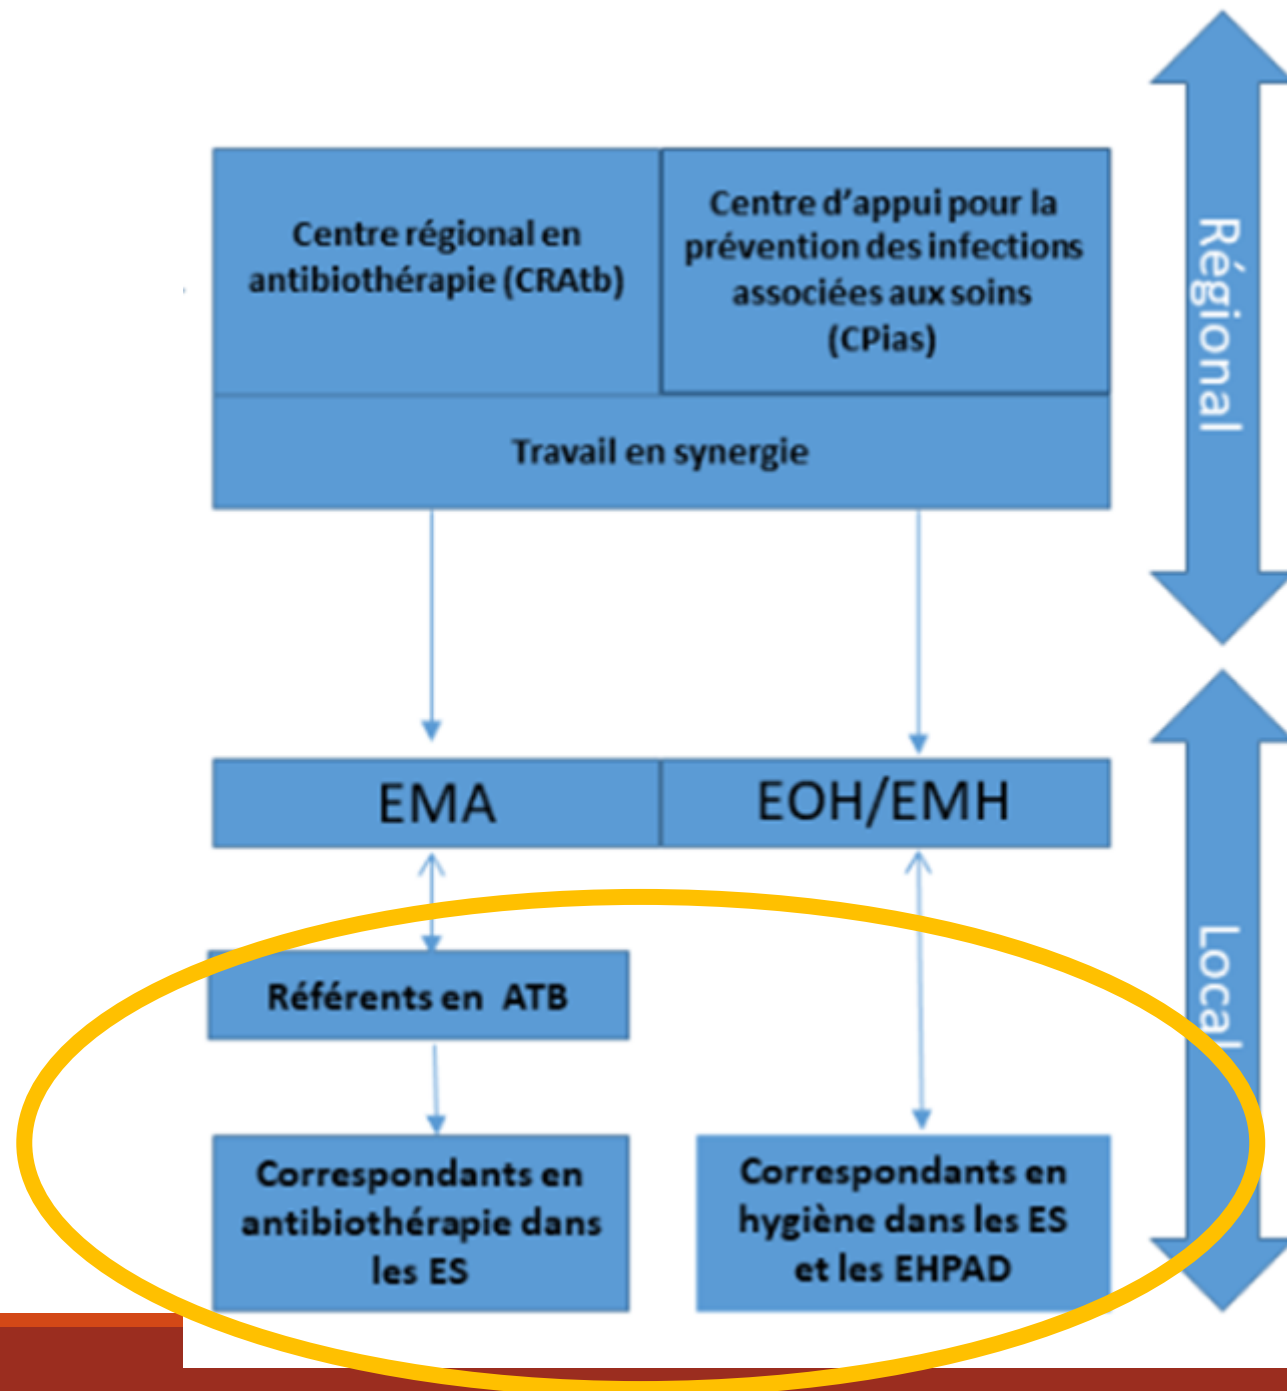 Centre régional en
antibiothérapie (CRAtb)
Centre d'appui pour la
prévention des infections
associées aux soins
(CPias)
Travail en synergie
Régional
EMA
EOH/EMH
Référents en ATB
Local
Correspondants en
antibiothérapie dans
les ES
Correspondants en
hygiène dans les ES
et les EHPAD